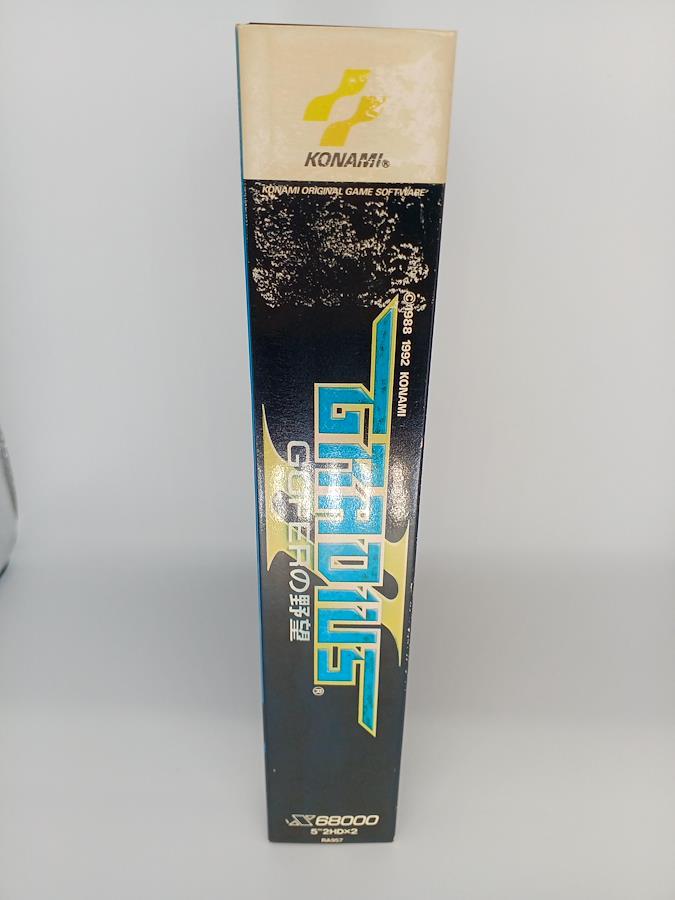 KONAMI®
KONAMI ORIGINAL GAME SOFTWARE
©1988 1992 KONAMI
GRADIUS®
GOFERの野望
X68000
5"2HD×2
RA957